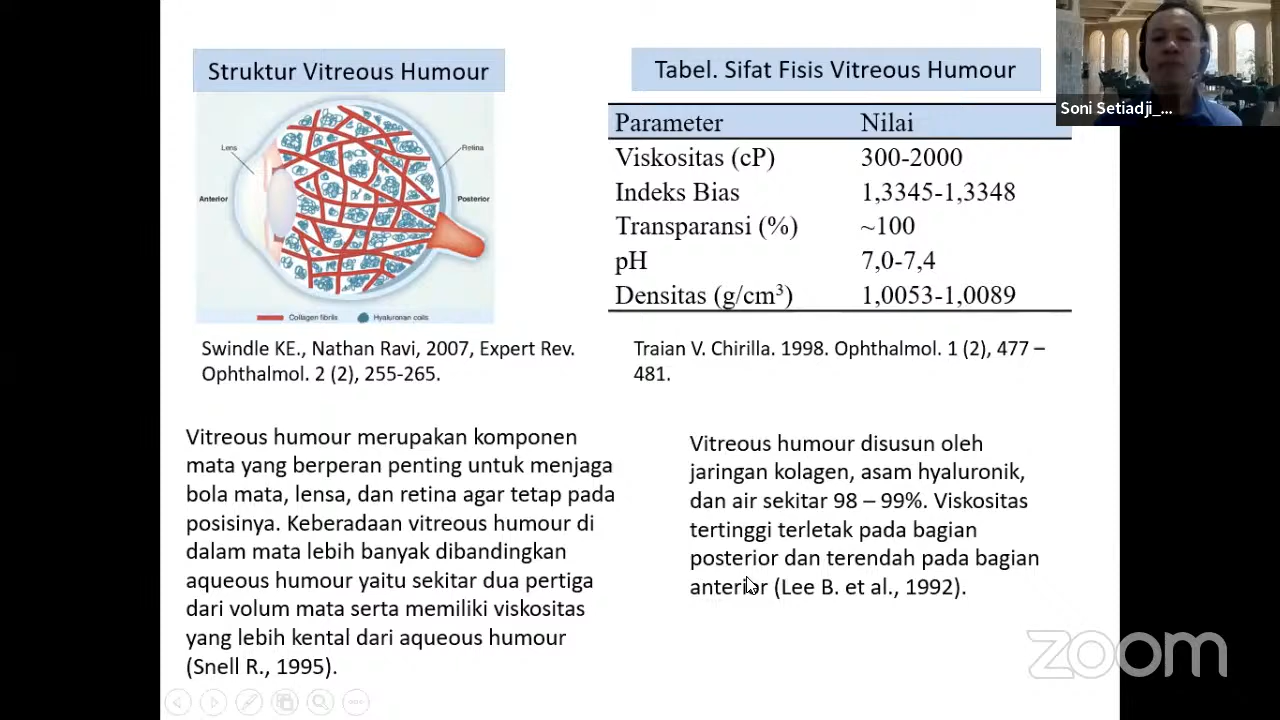 Struktur Vitreous Humour
Lens
Retina
Anterior
Posterior
Collagen fibrils
Hyaluronan coils
Swindle KE., Nathan Ravi, 2007, Expert Rev.
Ophthalmol. 2 (2), 255-265.
Vitreous humour merupakan komponen
mata yang berperan penting untuk menjaga
bola mata, lensa, dan retina agar tetap pada
posisinya. Keberadaan vitreous humour di
dalam mata lebih banyak dibandingkan
aqueous humour yaitu sekitar dua pertiga
dari volum mata serta memiliki viskositas
yang lebih kental dari aqueous humour
(Snell R., 1995).
Tabel. Sifat Fisis Vitreous Humour
Parameter Nilai
Viskositas (cP) 300-2000
Indeks Bias 1,3345-1,3348
Transparansi (%) ~100
pH 7,0-7,4
Densitas (g/cm³) 1,0053-1,0089
Traian V. Chirilla. 1998. Ophthalmol. 1 (2), 477 –
481.
Vitreous humour disusun oleh
jaringan kolagen, asam hyaluronik,
dan air sekitar 98 – 99%. Viskositas
tertinggi terletak pada bagian
posterior dan terendah pada bagian
anterior (Lee B. et al., 1992).
Soni Setiadji_...
zoom